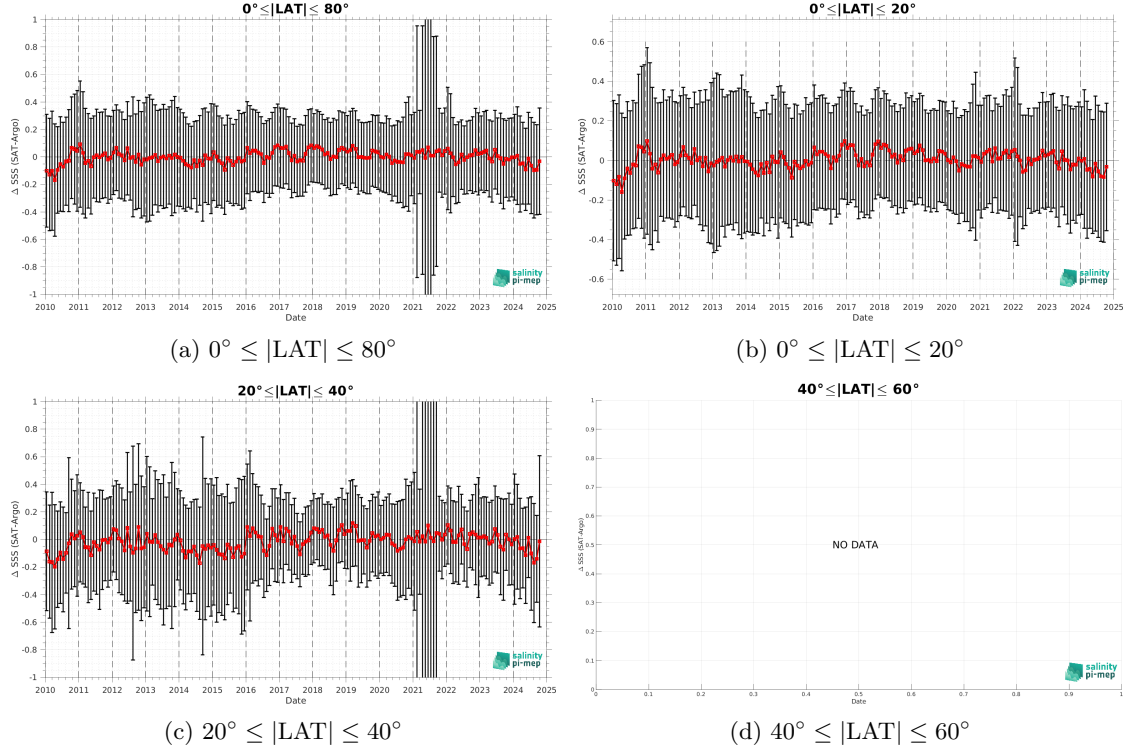 0°≤|LAT|≤ 80°
Δ SSS (SAT-Argo)
1
0.8
0.6
0.4
0.2
0
-0.2
-0.4
-0.6
-0.8
-1
2010 2011 2012 2013 2014 2015 2016 2017 2018 2019 2020 2021 2022 2023 2024 2025
Date
salinity
pi-mep
(a) 0° ≤ |LAT| ≤ 80°
0°≤|LAT|≤ 20°
Δ SSS (SAT-Argo)
0.6
0.4
0.2
0
-0.2
-0.4
-0.6
2010 2011 2012 2013 2014 2015 2016 2017 2018 2019 2020 2021 2022 2023 2024 2025
Date
salinity
pi-mep
(b) 0° ≤ |LAT| ≤ 20°
20°≤|LAT|≤ 40°
Δ SSS (SAT-Argo)
1
0.8
0.6
0.4
0.2
0
-0.2
-0.4
-0.6
-0.8
-1
2010 2011 2012 2013 2014 2015 2016 2017 2018 2019 2020 2021 2022 2023 2024 2025
Date
salinity
pi-mep
(c) 20° ≤ |LAT| ≤ 40°
40°≤|LAT|≤ 60°
Δ SSS (SAT-Argo)
1
0.9
0.8
0.7
0.6
0.5
0.4
0.3
0.2
0.1
0
NO DATA
0 0.1 0.2 0.3 0.4 0.5 0.6 0.7 0.8 0.9 1
Date
salinity
pi-mep
(d) 40° ≤ |LAT| ≤ 60°